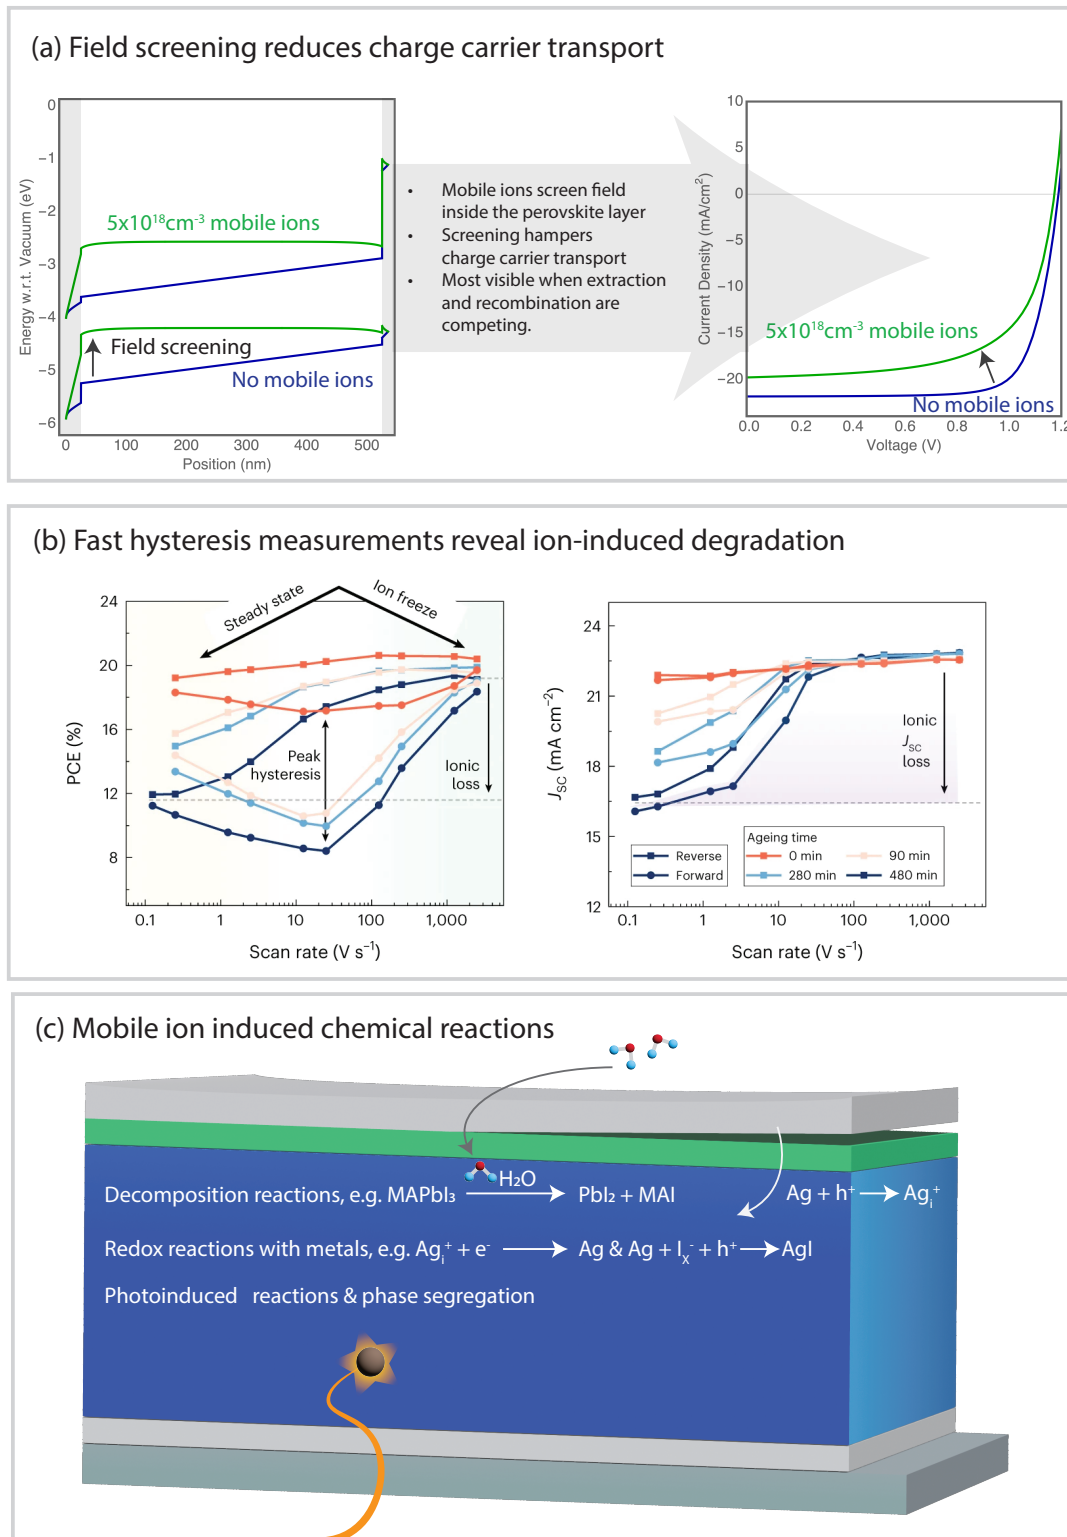 (a) Field screening reduces charge carrier transport
Energy w.r.t. Vacuum (eV)
0
−1
−2
−3
−4
−5
−6
5x10¹⁸cm⁻³ mobile ions
Field screening
No mobile ions
0 100 200 300 400 500
Position (nm)
• Mobile ions screen field
inside the perovskite layer
• Screening hampers
charge carrier transport
• Most visible when extraction
and recombination are
competing.
Current Density (mA/cm²)
10
5
0
−5
−10
−15
−20
5x10¹⁸cm⁻³ mobile ions
No mobile ions
0.0 0.2 0.4 0.6 0.8 1.0 1.2
Voltage (V)
(b) Fast hysteresis measurements reveal ion-induced degradation
PCE (%)
24
20
16
12
8
Steady state
Ion freeze
Peak
hysteresis
Ionic
loss
0.1 1 10 100 1,000
Scan rate (V s⁻¹)
J_SC (mA cm⁻²)
24
21
18
15
12
Ionic
J_SC
loss
Reverse
Forward
Ageing time
0 min 90 min
280 min 480 min
0.1 1 10 100 1,000
Scan rate (V s⁻¹)
(c) Mobile ion induced chemical reactions
H₂O
Decomposition reactions, e.g. MAPbI₃ ⟶ PbI₂ + MAI
Ag + h⁺ ⟶ Ag_i⁺
Redox reactions with metals, e.g. Ag_i⁺ + e⁻ ⟶ Ag & Ag + I_X⁻ + h⁺ ⟶ AgI
Photoinduced reactions & phase segregation